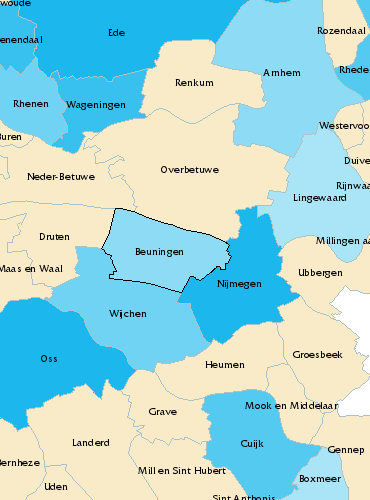 woude
Ede
Rozendaal
enendaal
Renkum
Arnhem
Rhede
Rhenen
Wageningen
Westervoo
Buren
Duive
Neder-Betuwe
Overbetuwe
Rijnwaa
Lingewaard
Druten
Millingen aa
Beuningen
Maas en Waal
Ubbergen
Nijmegen
Wijchen
Oss
Groesbeek
Heumen
Grave
Mook en Middelaar
Landerd
Cuijk
Gennep
Bernheze
Mill en Sint Hubert
Boxmeer
Uden
Sint Anthonis